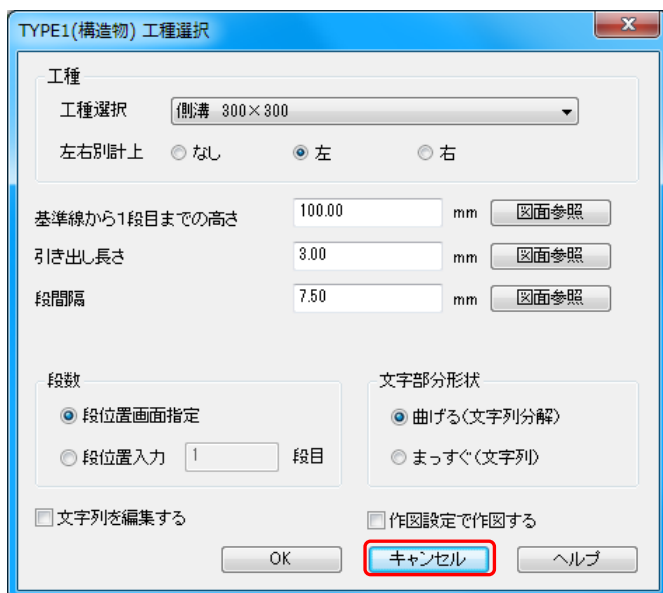 TYPE1(構造物) 工種選択
工種
工種選択 側溝 300×300
左右別計上 なし 左 右
基準線から1段目までの高さ 100.00 mm 図面参照
引き出し長さ 3.00 mm 図面参照
段間隔 7.50 mm 図面参照
段数
段位置画面指定
段位置入力 1 段目
文字部分形状
曲げる(文字列分解)
まっすぐ(文字列)
文字列を編集する
作図設定で作図する
OK キャンセル ヘルプ